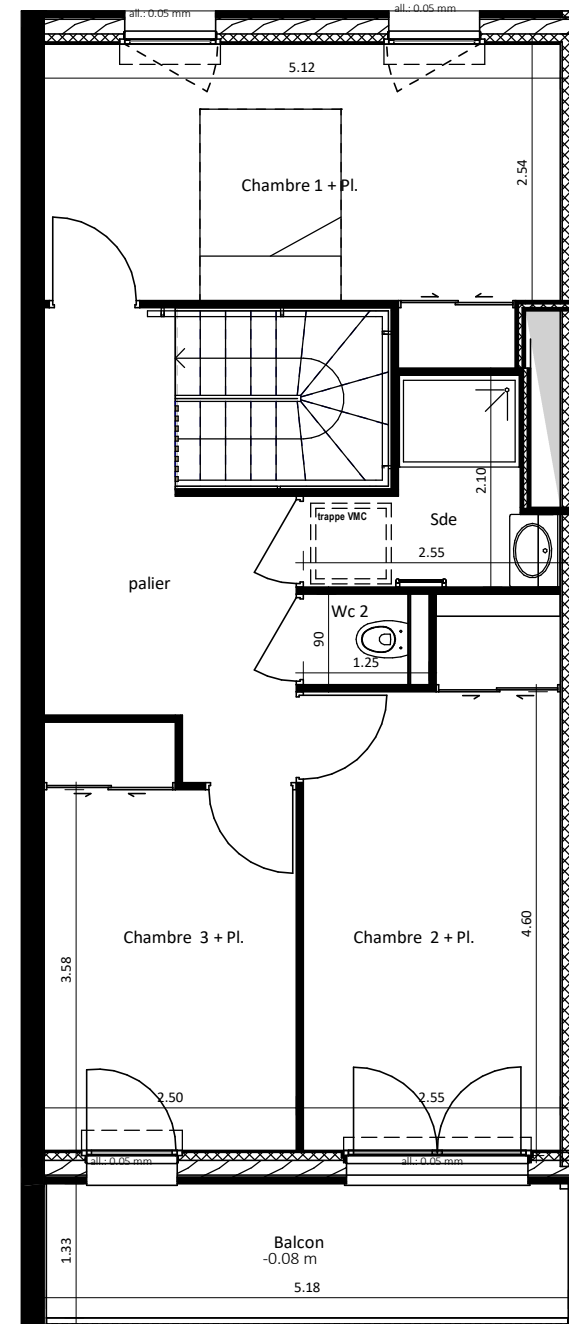 all.: 0.05 mm
all.: 0.05 mm
5.12
2.54
Chambre 1 + Pl.
2.10
trappe VMC
Sde
2.55
palier
Wc 2
90
1.25
4.60
Chambre 3 + Pl.
Chambre 2 + Pl.
3.58
2.50
2.55
all.: 0.05 mm
all.: 0.05 mm
1.33
Balcon
-0.08 m
5.18